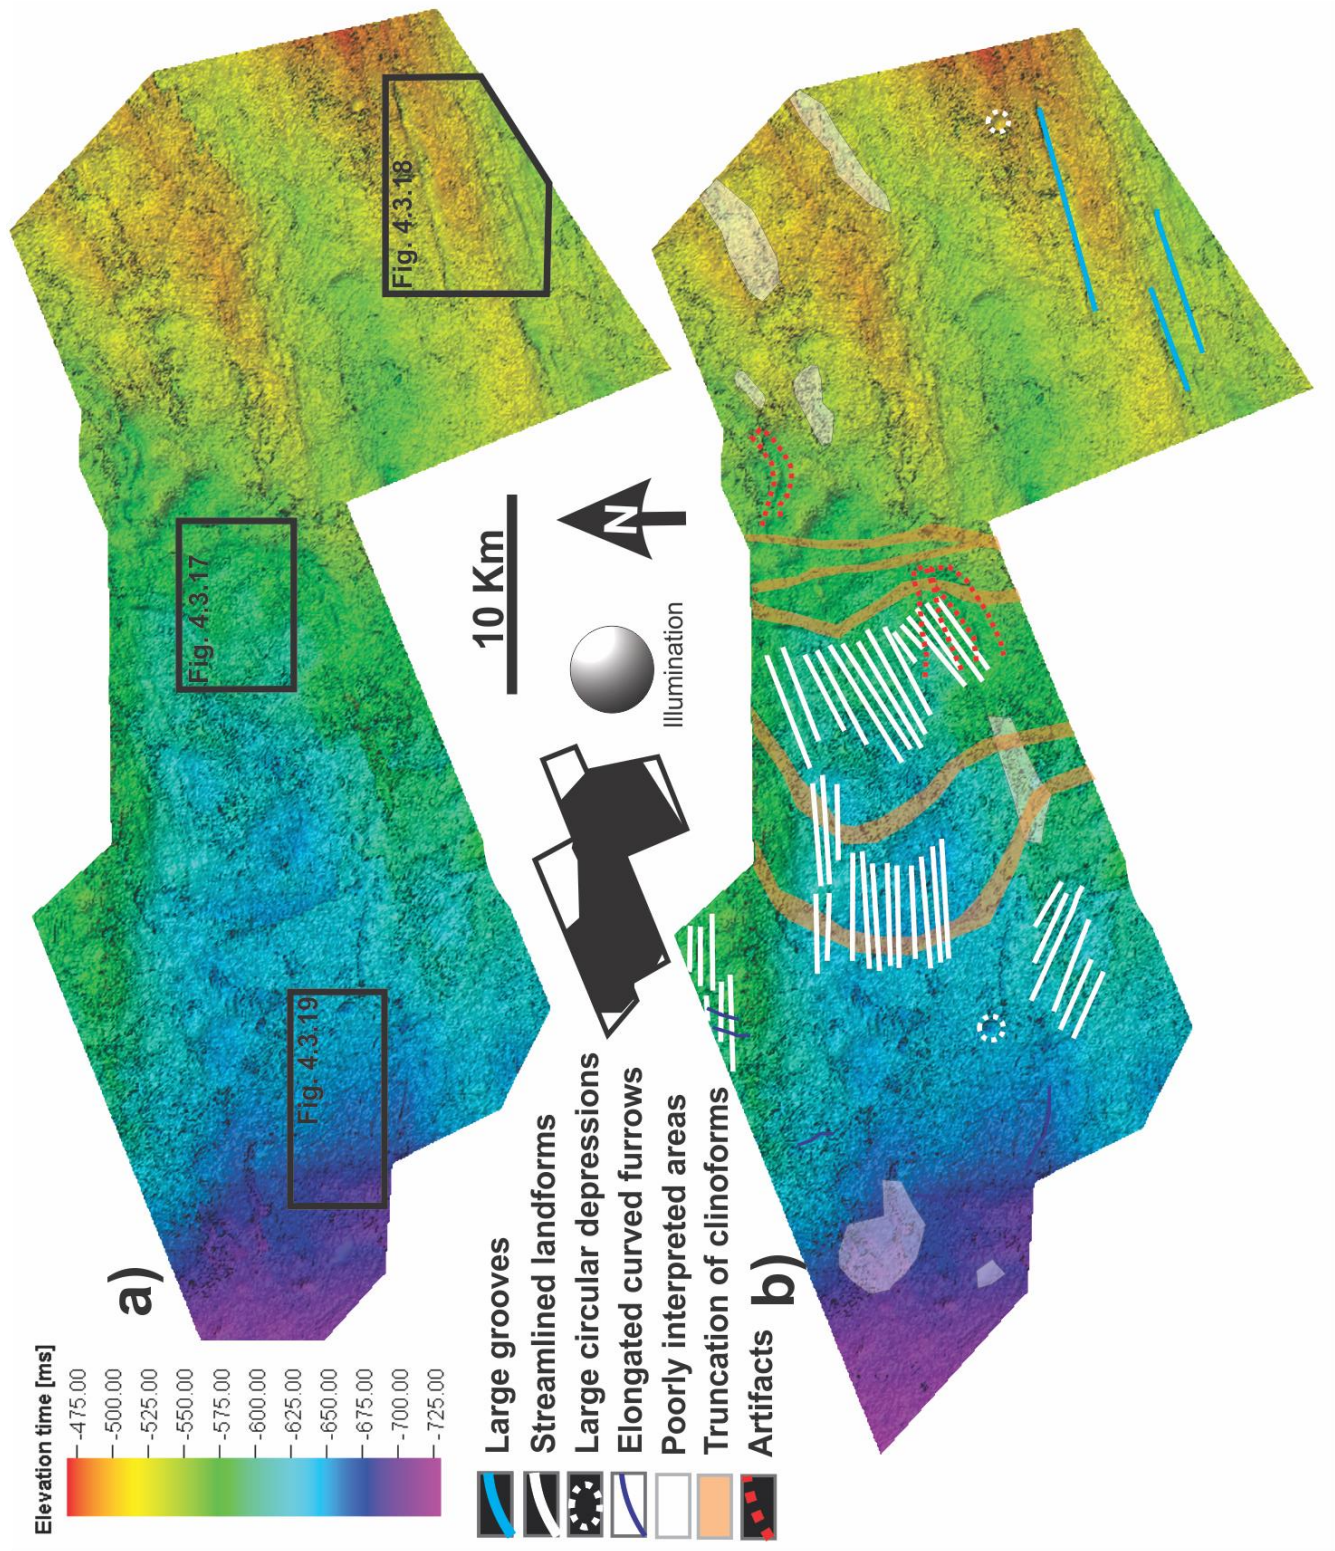 a)
Fig. 4.3.18
Fig. 4.3.17
Fig. 4.3.19
Elevation time [ms]
-475.00
-500.00
-525.00
-550.00
-575.00
-600.00
-625.00
-650.00
-675.00
-700.00
-725.00
10 Km
N
Illumination
Large grooves
Streamlined landforms
Large circular depressions
Elongated curved furrows
Poorly interpreted areas
Truncation of clinoforms
Artifacts
b)